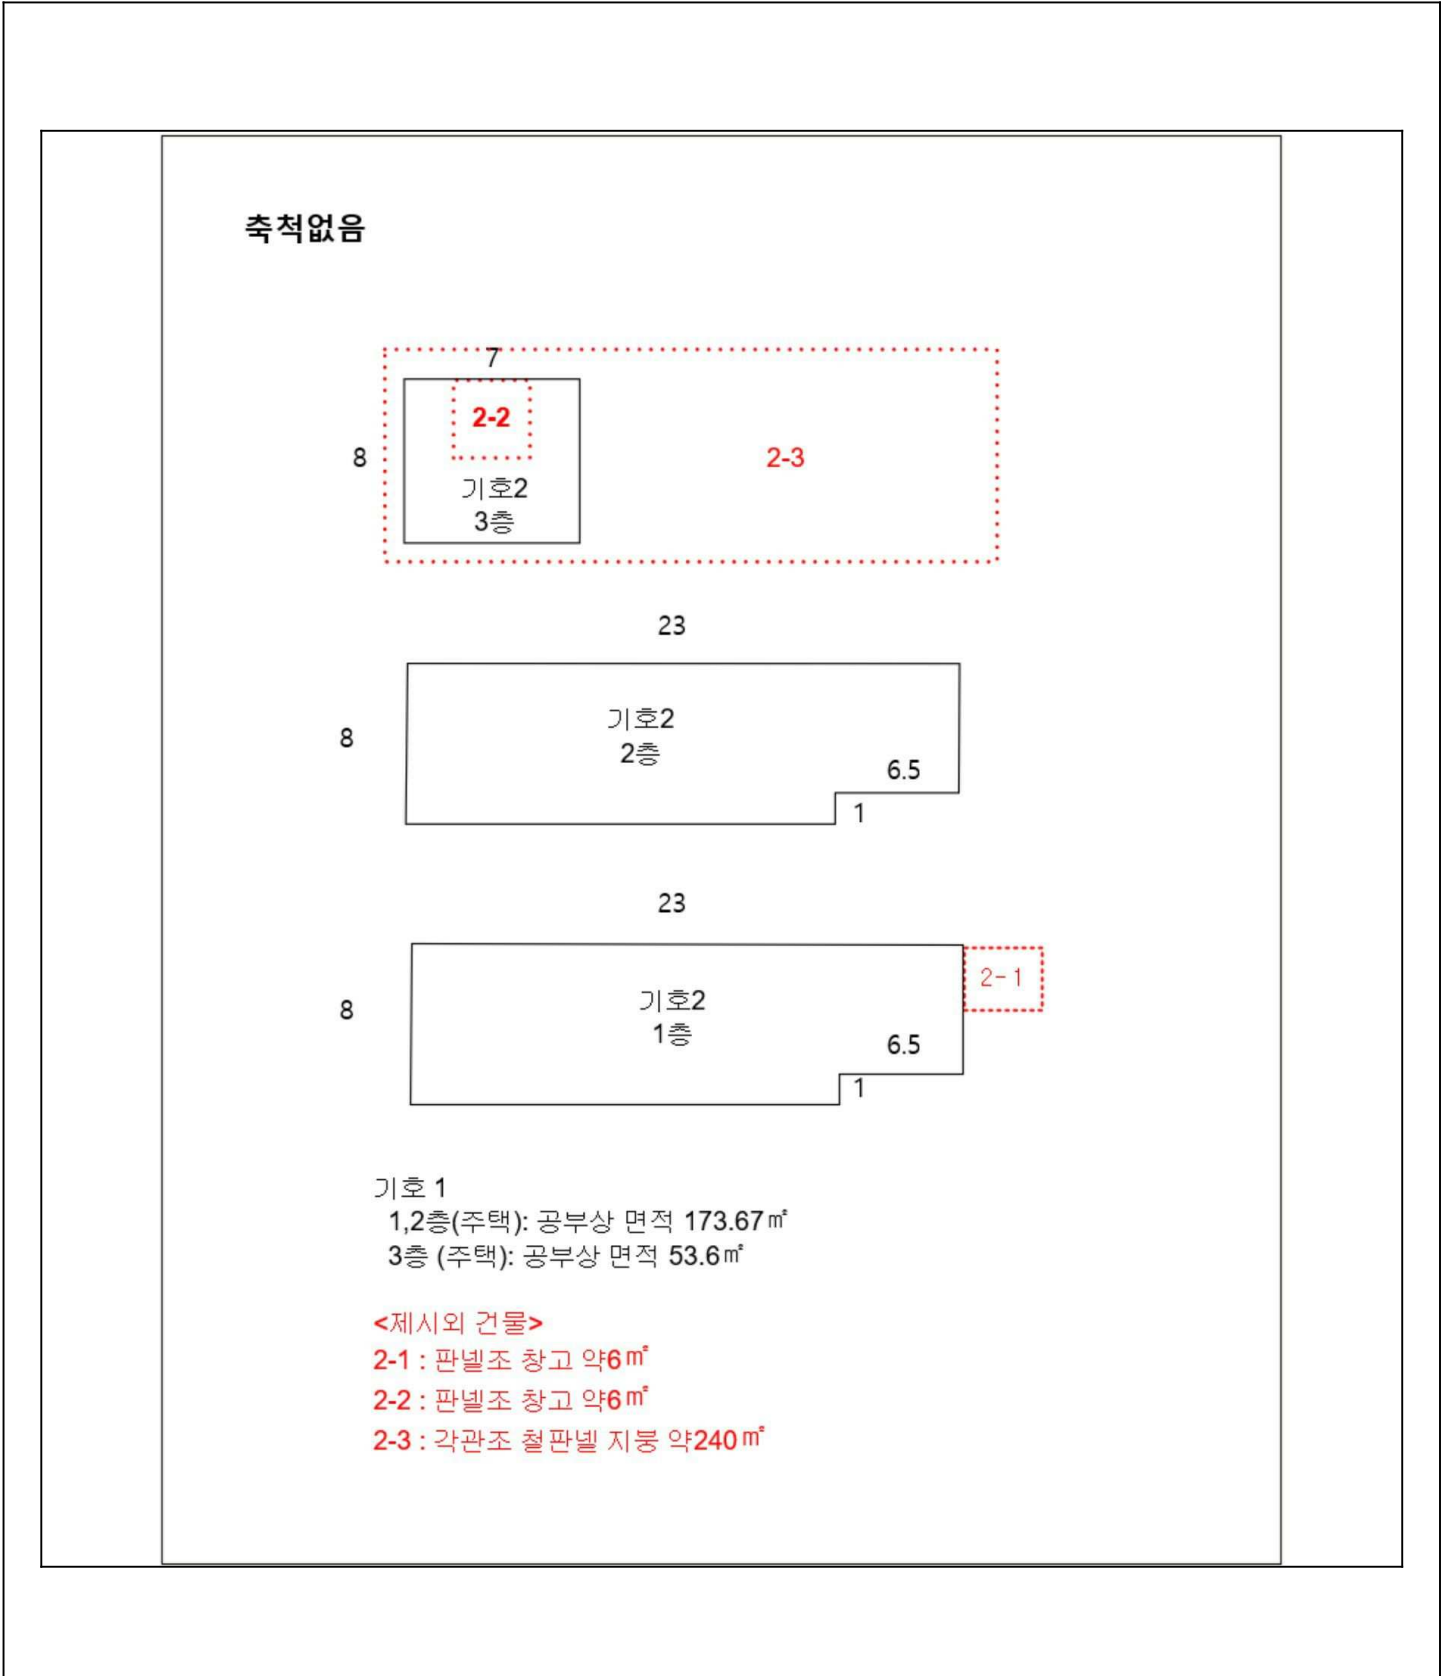 축척없음
7
2-2
8
2-3
기호2
3층
23
기호2
8
2층
6.5
1
23
2-1
기호2
8
1층
6.5
1
기호 1
1,2층(주택): 공부상 면적 173.67㎡
3층 (주택): 공부상 면적 53.6㎡
<제시외 건물>
2-1 : 판넬조 창고 약6㎡
2-2 : 판넬조 창고 약6㎡
2-3 : 각관조 철판넬 지붕 약240㎡